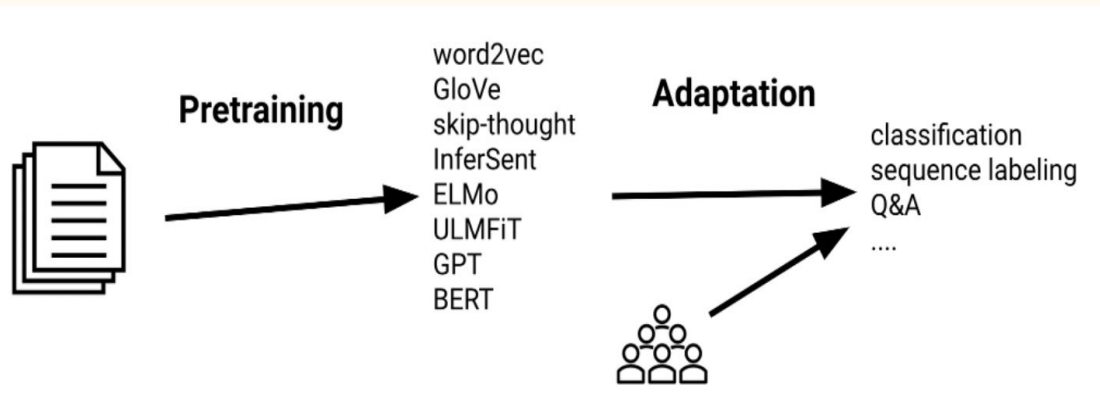 Pretraining
word2vec
GloVe
skip-thought
InferSent
ELMo
ULMFiT
GPT
BERT
Adaptation
classification
sequence labeling
Q&A
....